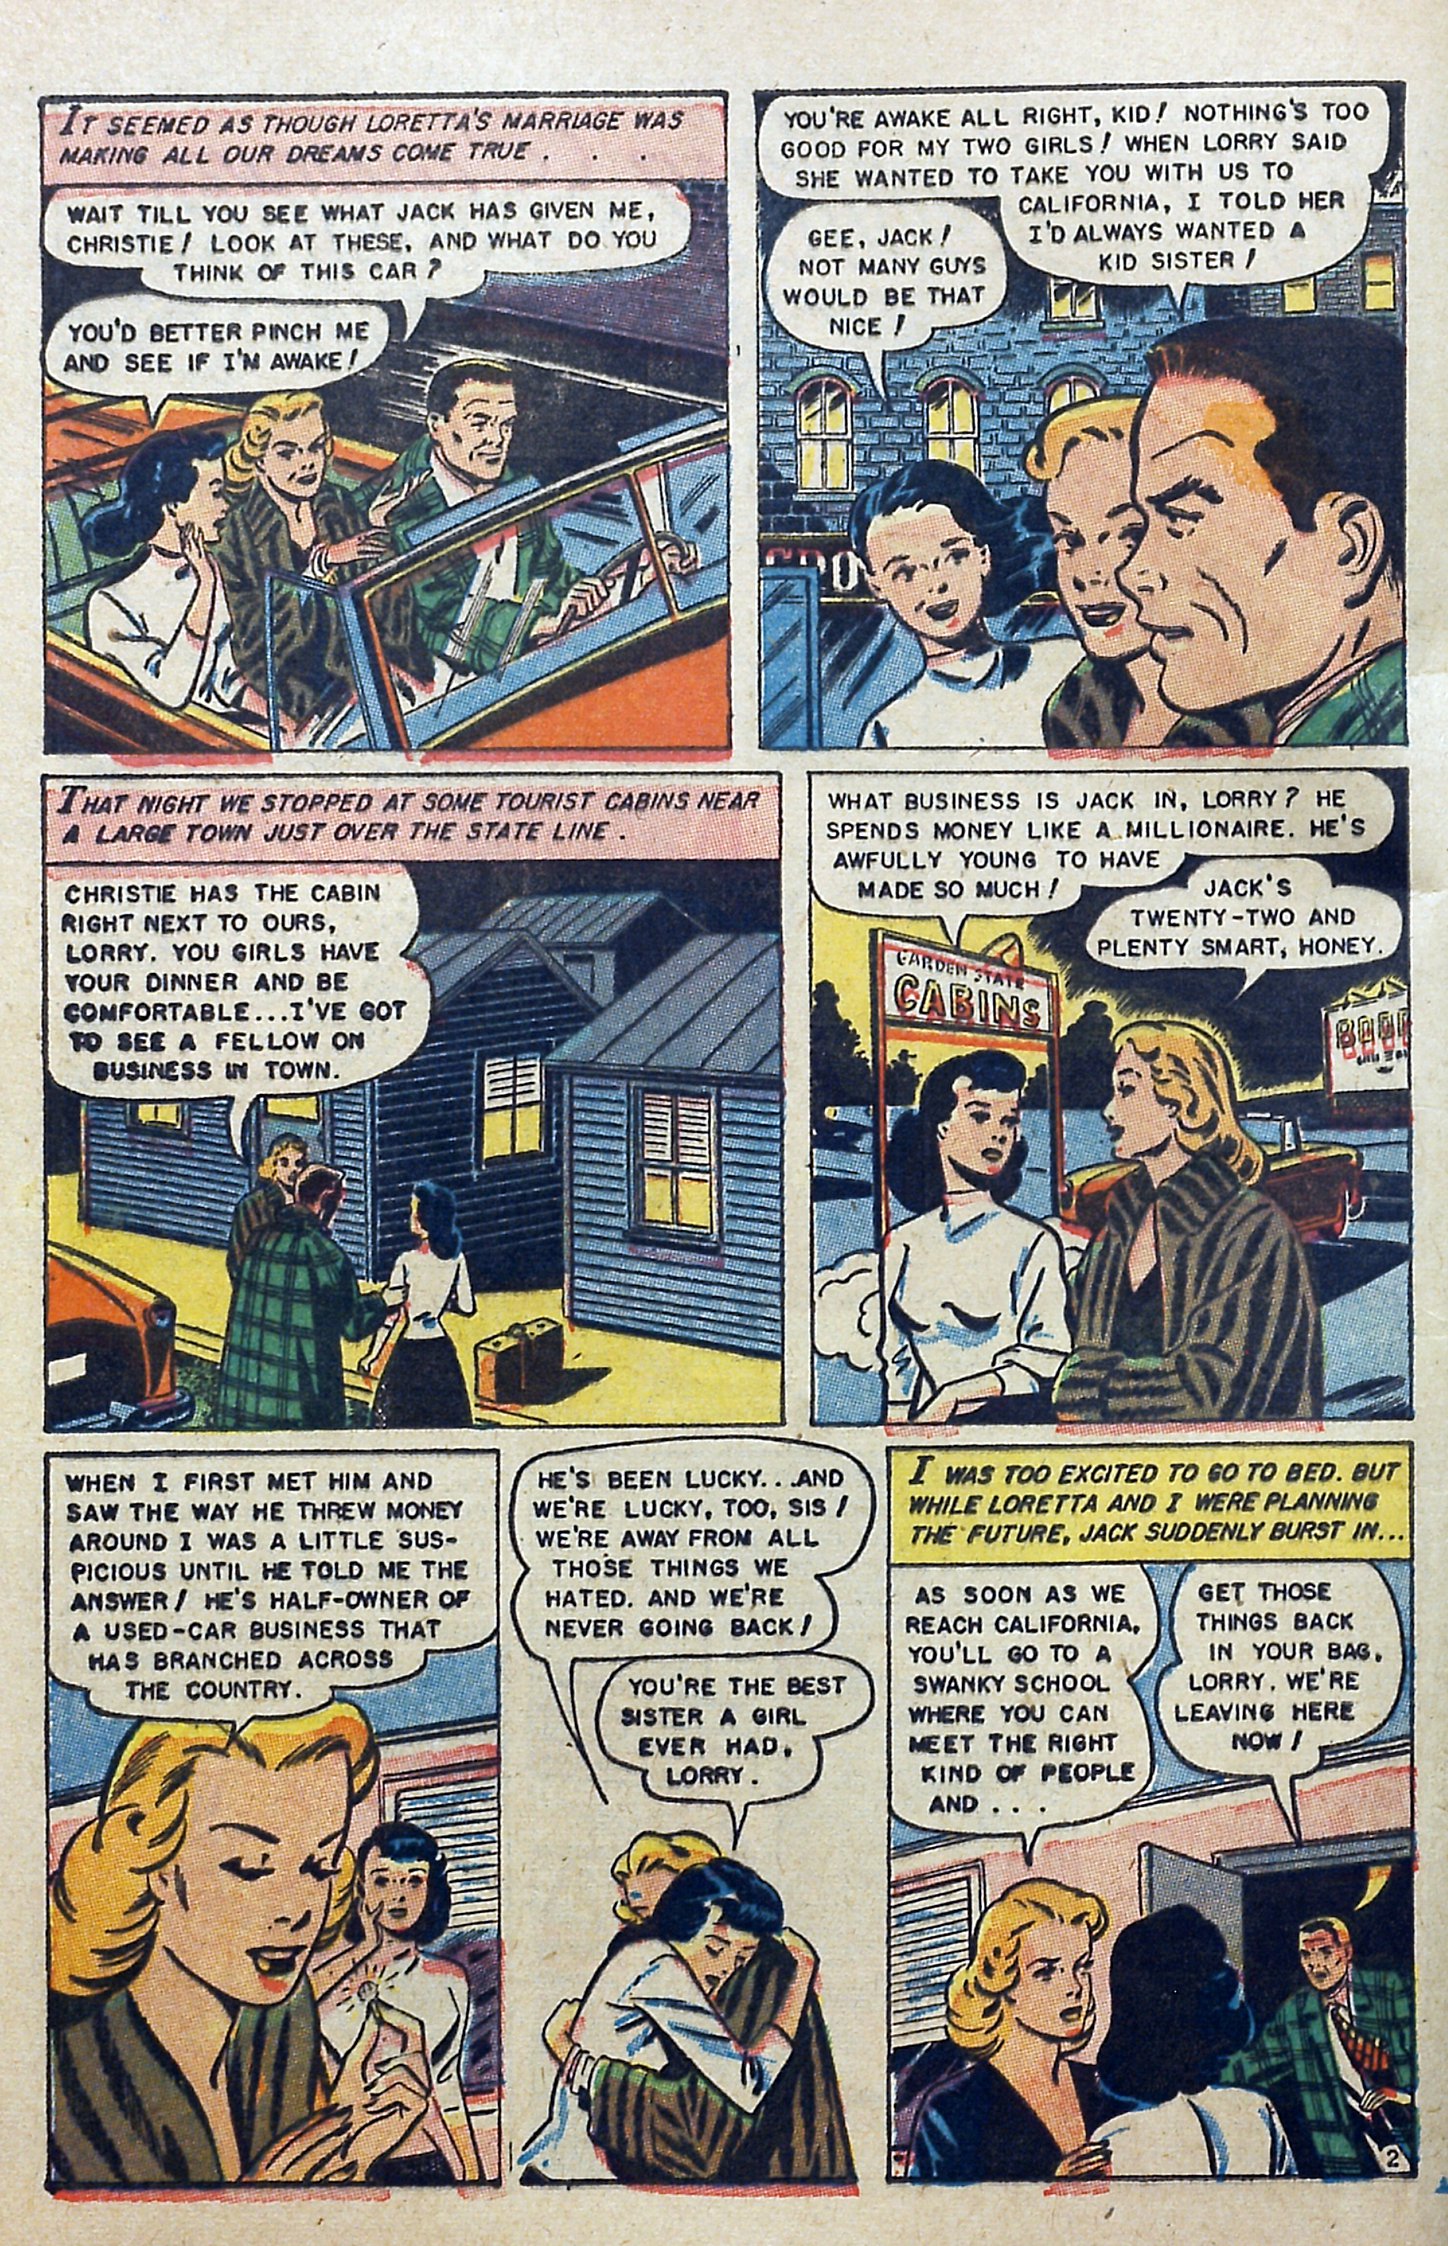 IT SEEMED AS THOUGH LORETTA'S MARRIAGE WAS
MAKING ALL OUR DREAMS COME TRUE . . .
WAIT TILL YOU SEE WHAT JACK HAS GIVEN ME,
CHRISTIE! LOOK AT THESE, AND WHAT DO YOU
THINK OF THIS CAR?
YOU'D BETTER PINCH ME
AND SEE IF I'M AWAKE!
YOU'RE AWAKE ALL RIGHT, KID! NOTHING'S TOO
GOOD FOR MY TWO GIRLS! WHEN LORRY SAID
SHE WANTED TO TAKE YOU WITH US TO
CALIFORNIA, I TOLD HER
I'D ALWAYS WANTED A
KID SISTER!
GEE, JACK!
NOT MANY GUYS
WOULD BE THAT
NICE!
THAT NIGHT WE STOPPED AT SOME TOURIST CABINS NEAR
A LARGE TOWN JUST OVER THE STATE LINE.
CHRISTIE HAS THE CABIN
RIGHT NEXT TO OURS,
LORRY. YOU GIRLS HAVE
YOUR DINNER AND BE
COMFORTABLE...I'VE GOT
TO SEE A FELLOW ON
BUSINESS IN TOWN.
WHAT BUSINESS IS JACK IN, LORRY? HE
SPENDS MONEY LIKE A MILLIONAIRE. HE'S
AWFULLY YOUNG TO HAVE
MADE SO MUCH!
JACK'S
TWENTY-TWO AND
PLENTY SMART, HONEY.
GARDEN STATE
CABINS
WHEN I FIRST MET HIM AND
SAW THE WAY HE THREW MONEY
AROUND I WAS A LITTLE SUS-
PICIOUS UNTIL HE TOLD ME THE
ANSWER! HE'S HALF-OWNER OF
A USED-CAR BUSINESS THAT
HAS BRANCHED ACROSS
THE COUNTRY.
HE'S BEEN LUCKY...AND
WE'RE LUCKY, TOO, SIS!
WE'RE AWAY FROM ALL
THOSE THINGS WE
HATED. AND WE'RE
NEVER GOING BACK!
YOU'RE THE BEST
SISTER A GIRL
EVER HAD,
LORRY.
I WAS TOO EXCITED TO GO TO BED. BUT
WHILE LORETTA AND I WERE PLANNING
THE FUTURE, JACK SUDDENLY BURST IN...
AS SOON AS WE
REACH CALIFORNIA,
YOU'LL GO TO A
SWANKY SCHOOL
WHERE YOU CAN
MEET THE RIGHT
KIND OF PEOPLE
AND . . .
GET THOSE
THINGS BACK
IN YOUR BAG,
LORRY. WE'RE
LEAVING HERE
NOW!
2